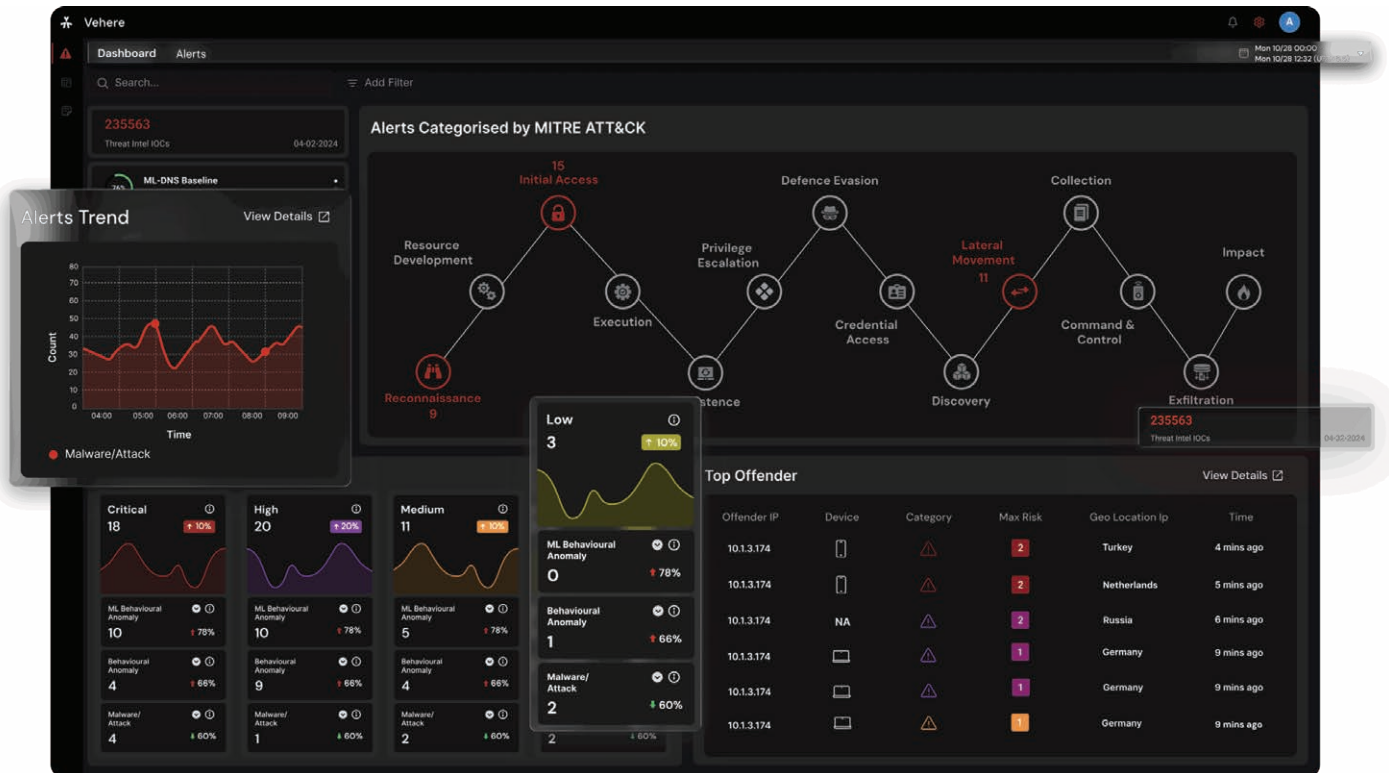 Vehere
A
Dashboard Alerts
Mon 10/28 00:00
Mon 10/28 12:32
Search...
Add Filter
235563
Threat Intel IOCs 04-02-2024
76%
ML-DNS Baseline
Alerts Trend View Details
80
70
60
50
40
30
20
10
0
Count
04:00 05:00 06:00 07:00 08:00 09:00
Time
Malware/Attack
Alerts Categorised by MITRE ATT&CK
Reconnaissance
9
Resource
Development
15
Initial Access
Execution
stence
Privilege
Escalation
Defence Evasion
Credential
Access
Discovery
Lateral
Movement
11
Collection
Command &
Control
Exfiltration
Impact
235563
Threat Intel IOCs
Critical
18 10%
ML Behavioural
Anomaly
10 78%
Behavioural
Anomaly
4 66%
Malware/
Attack
4 60%
High
20 20%
ML Behavioural
Anomaly
10 78%
Behavioural
Anomaly
9 66%
Malware/
Attack
1 60%
Medium
11 10%
ML Behavioural
Anomaly
5 78%
Behavioural
Anomaly
4 66%
Malware/
Attack
2 60%
Low
3 10%
ML Behavioural
Anomaly
0 78%
Behavioural
Anomaly
1 66%
Malware/
Attack
2 60%
2 60%
Top Offender View Details
Offender IP Device Category Max Risk Geo Location Ip Time
10.1.3.174 2 Turkey 4 mins ago
10.1.3.174 2 Netherlands 5 mins ago
10.1.3.174 NA 2 Russia 6 mins ago
10.1.3.174 1 Germany 9 mins ago
10.1.3.174 1 Germany 9 mins ago
10.1.3.174 1 Germany 9 mins ago